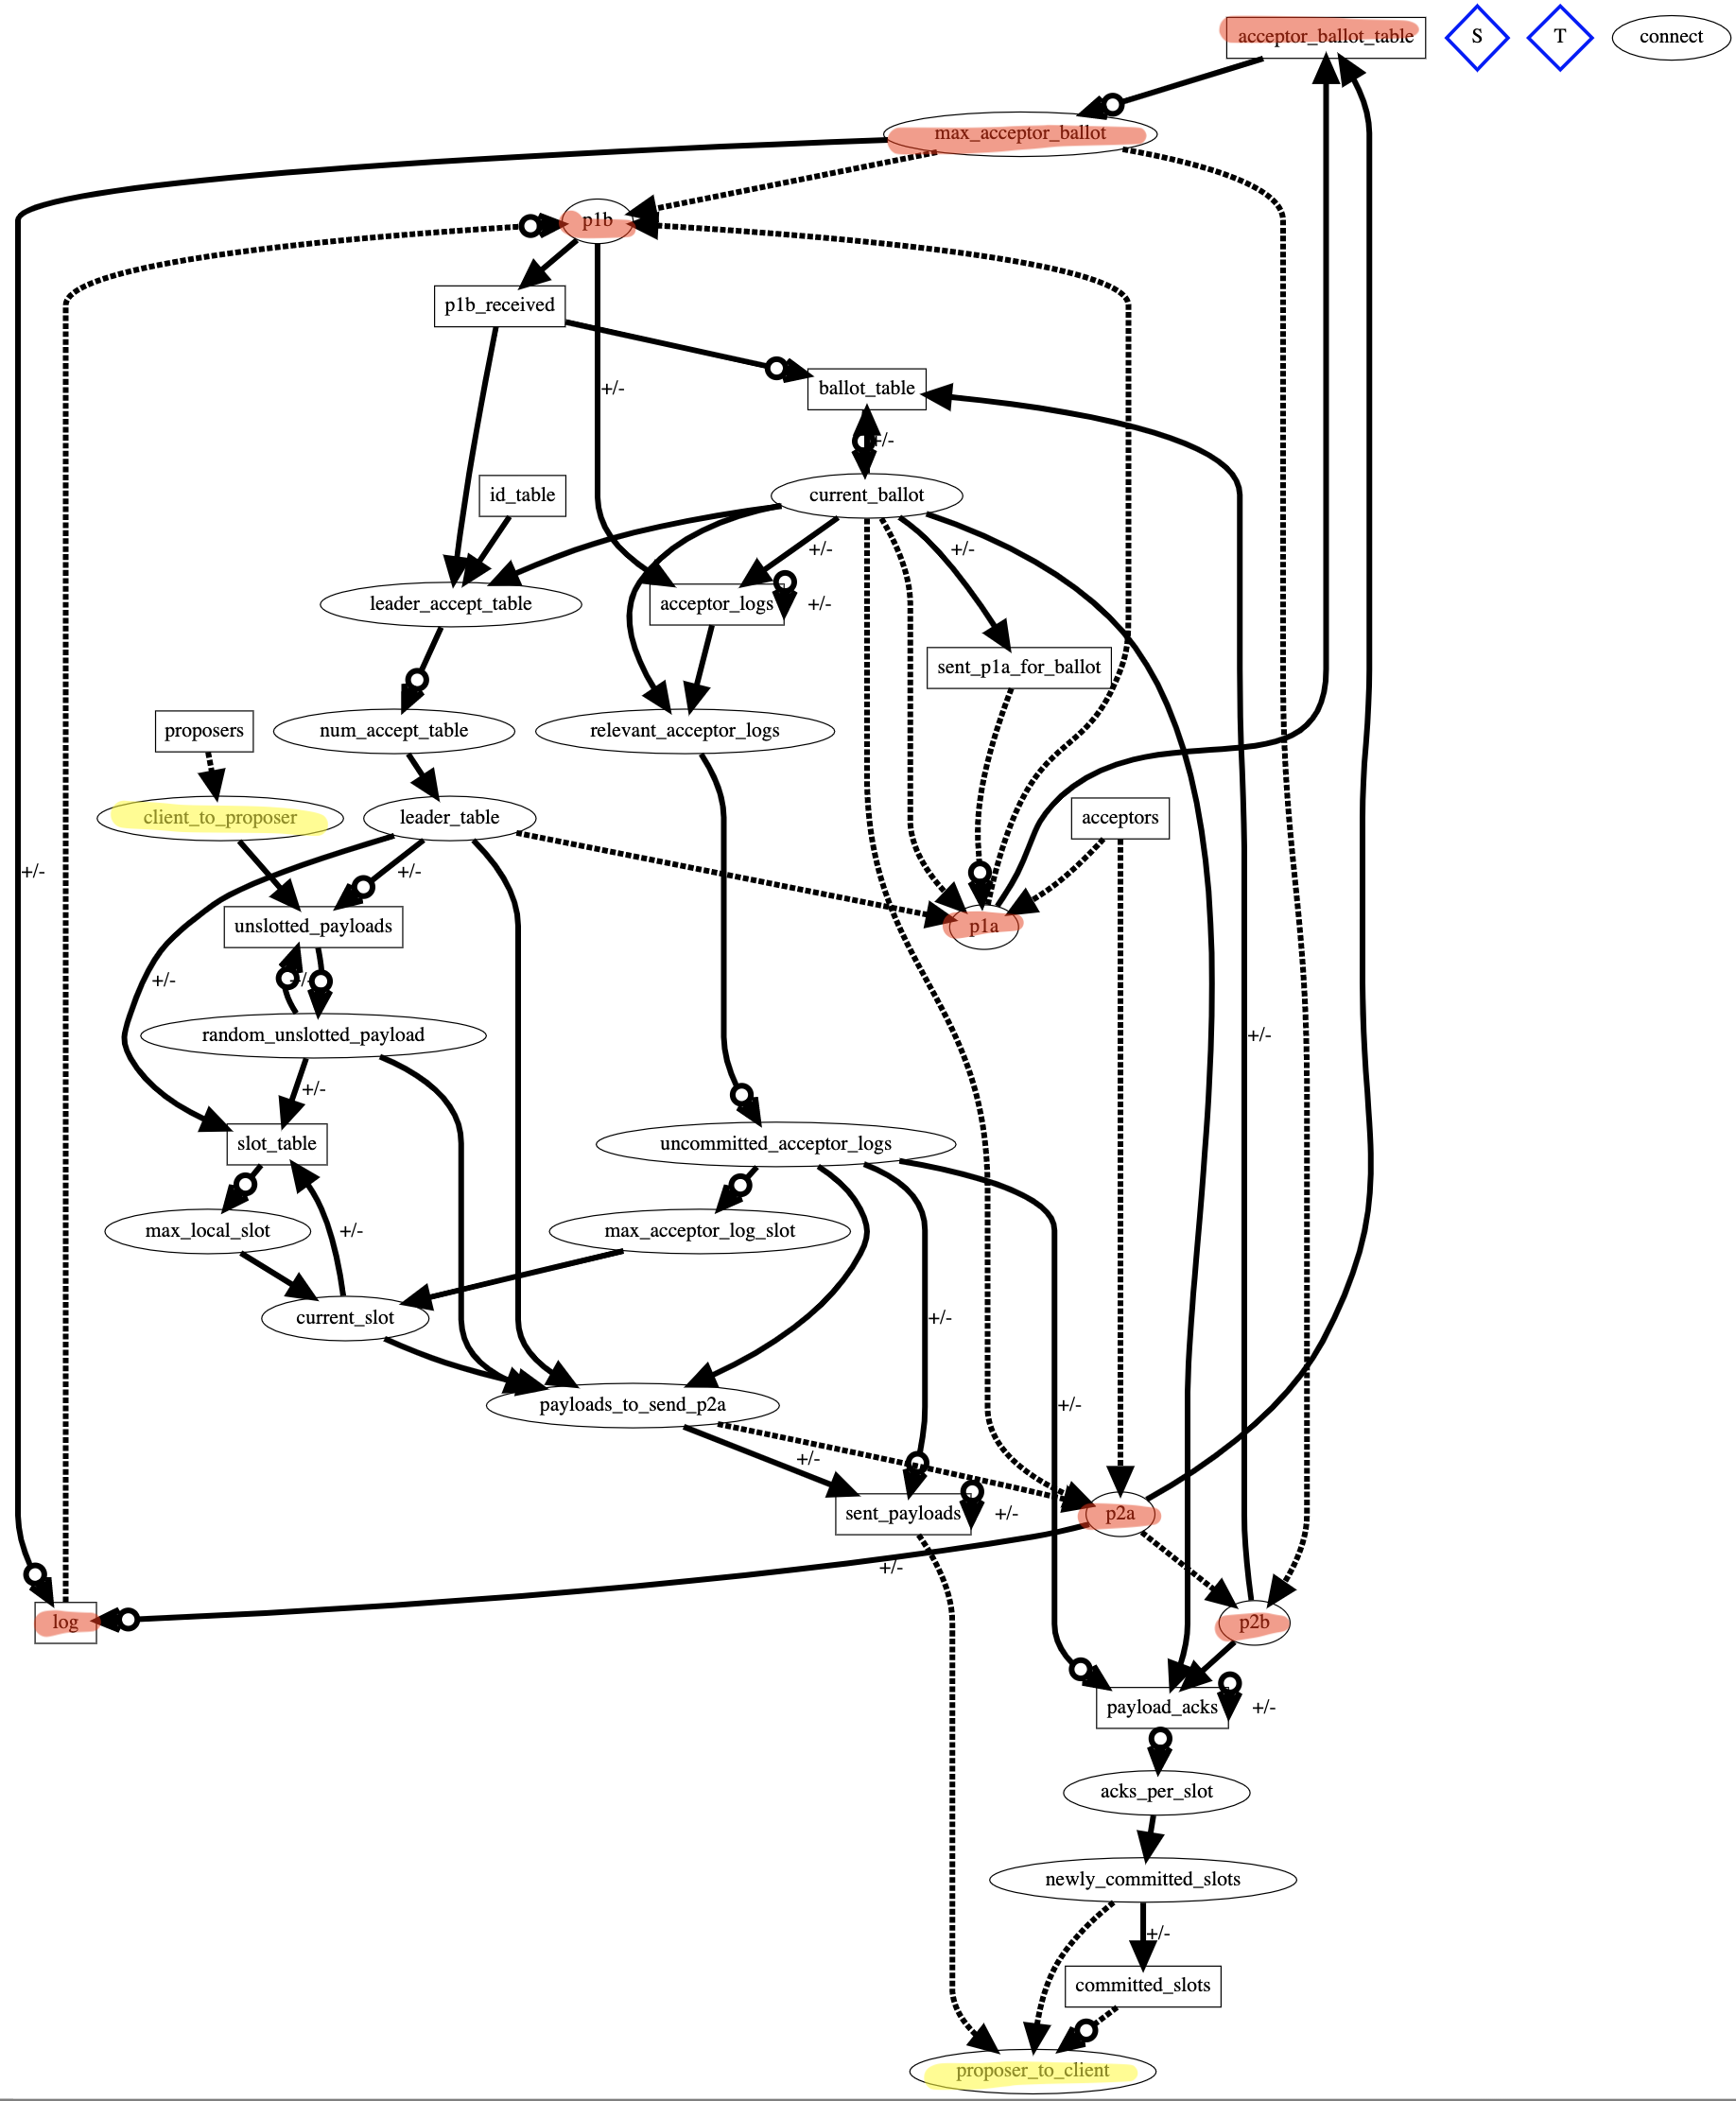 acceptor_ballot_table
S
T
connect
max_acceptor_ballot
p1b
p1b_received
ballot_table
+/-
+/-
id_table
current_ballot
+/-
+/-
leader_accept_table
acceptor_logs
+/-
sent_p1a_for_ballot
proposers
num_accept_table
relevant_acceptor_logs
client_to_proposer
leader_table
acceptors
+/-
+/-
unslotted_payloads
p1a
+/-
+/-
random_unslotted_payload
+/-
+/-
slot_table
uncommitted_acceptor_logs
max_local_slot
+/-
max_acceptor_log_slot
current_slot
+/-
payloads_to_send_p2a
+/-
+/-
sent_payloads
+/-
p2a
+/-
log
p2b
payload_acks
+/-
acks_per_slot
newly_committed_slots
+/-
committed_slots
proposer_to_client